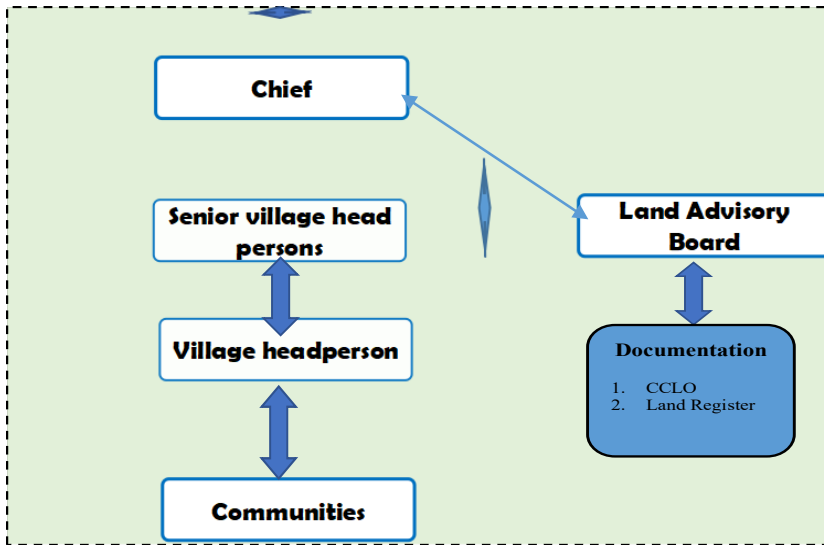 Chief
Senior village head
persons
Land Advisory
Board
Village headperson
Documentation
1. CCLO
2. Land Register
Communities